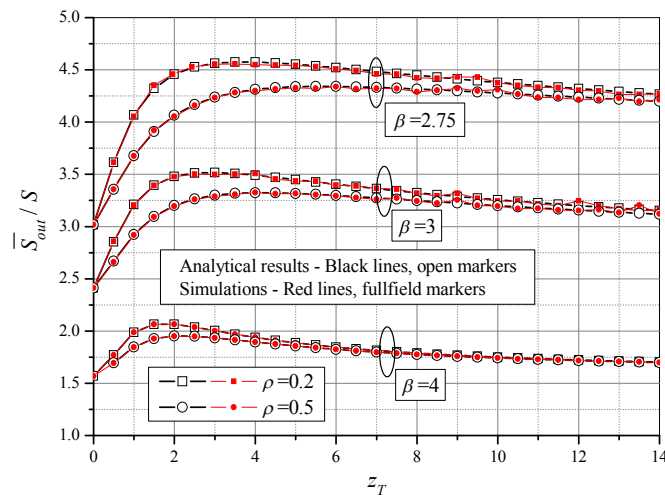 5.0
4.5
4.0
3.5
3.0
2.5
2.0
1.5
1.0
S_out / S
β=2.75
β=3
Analytical results - Black lines, open markers
Simulations - Red lines, fullfield markers
ρ=0.2
ρ=0.5
β=4
0 2 4 6 8 10 12 14
z_T